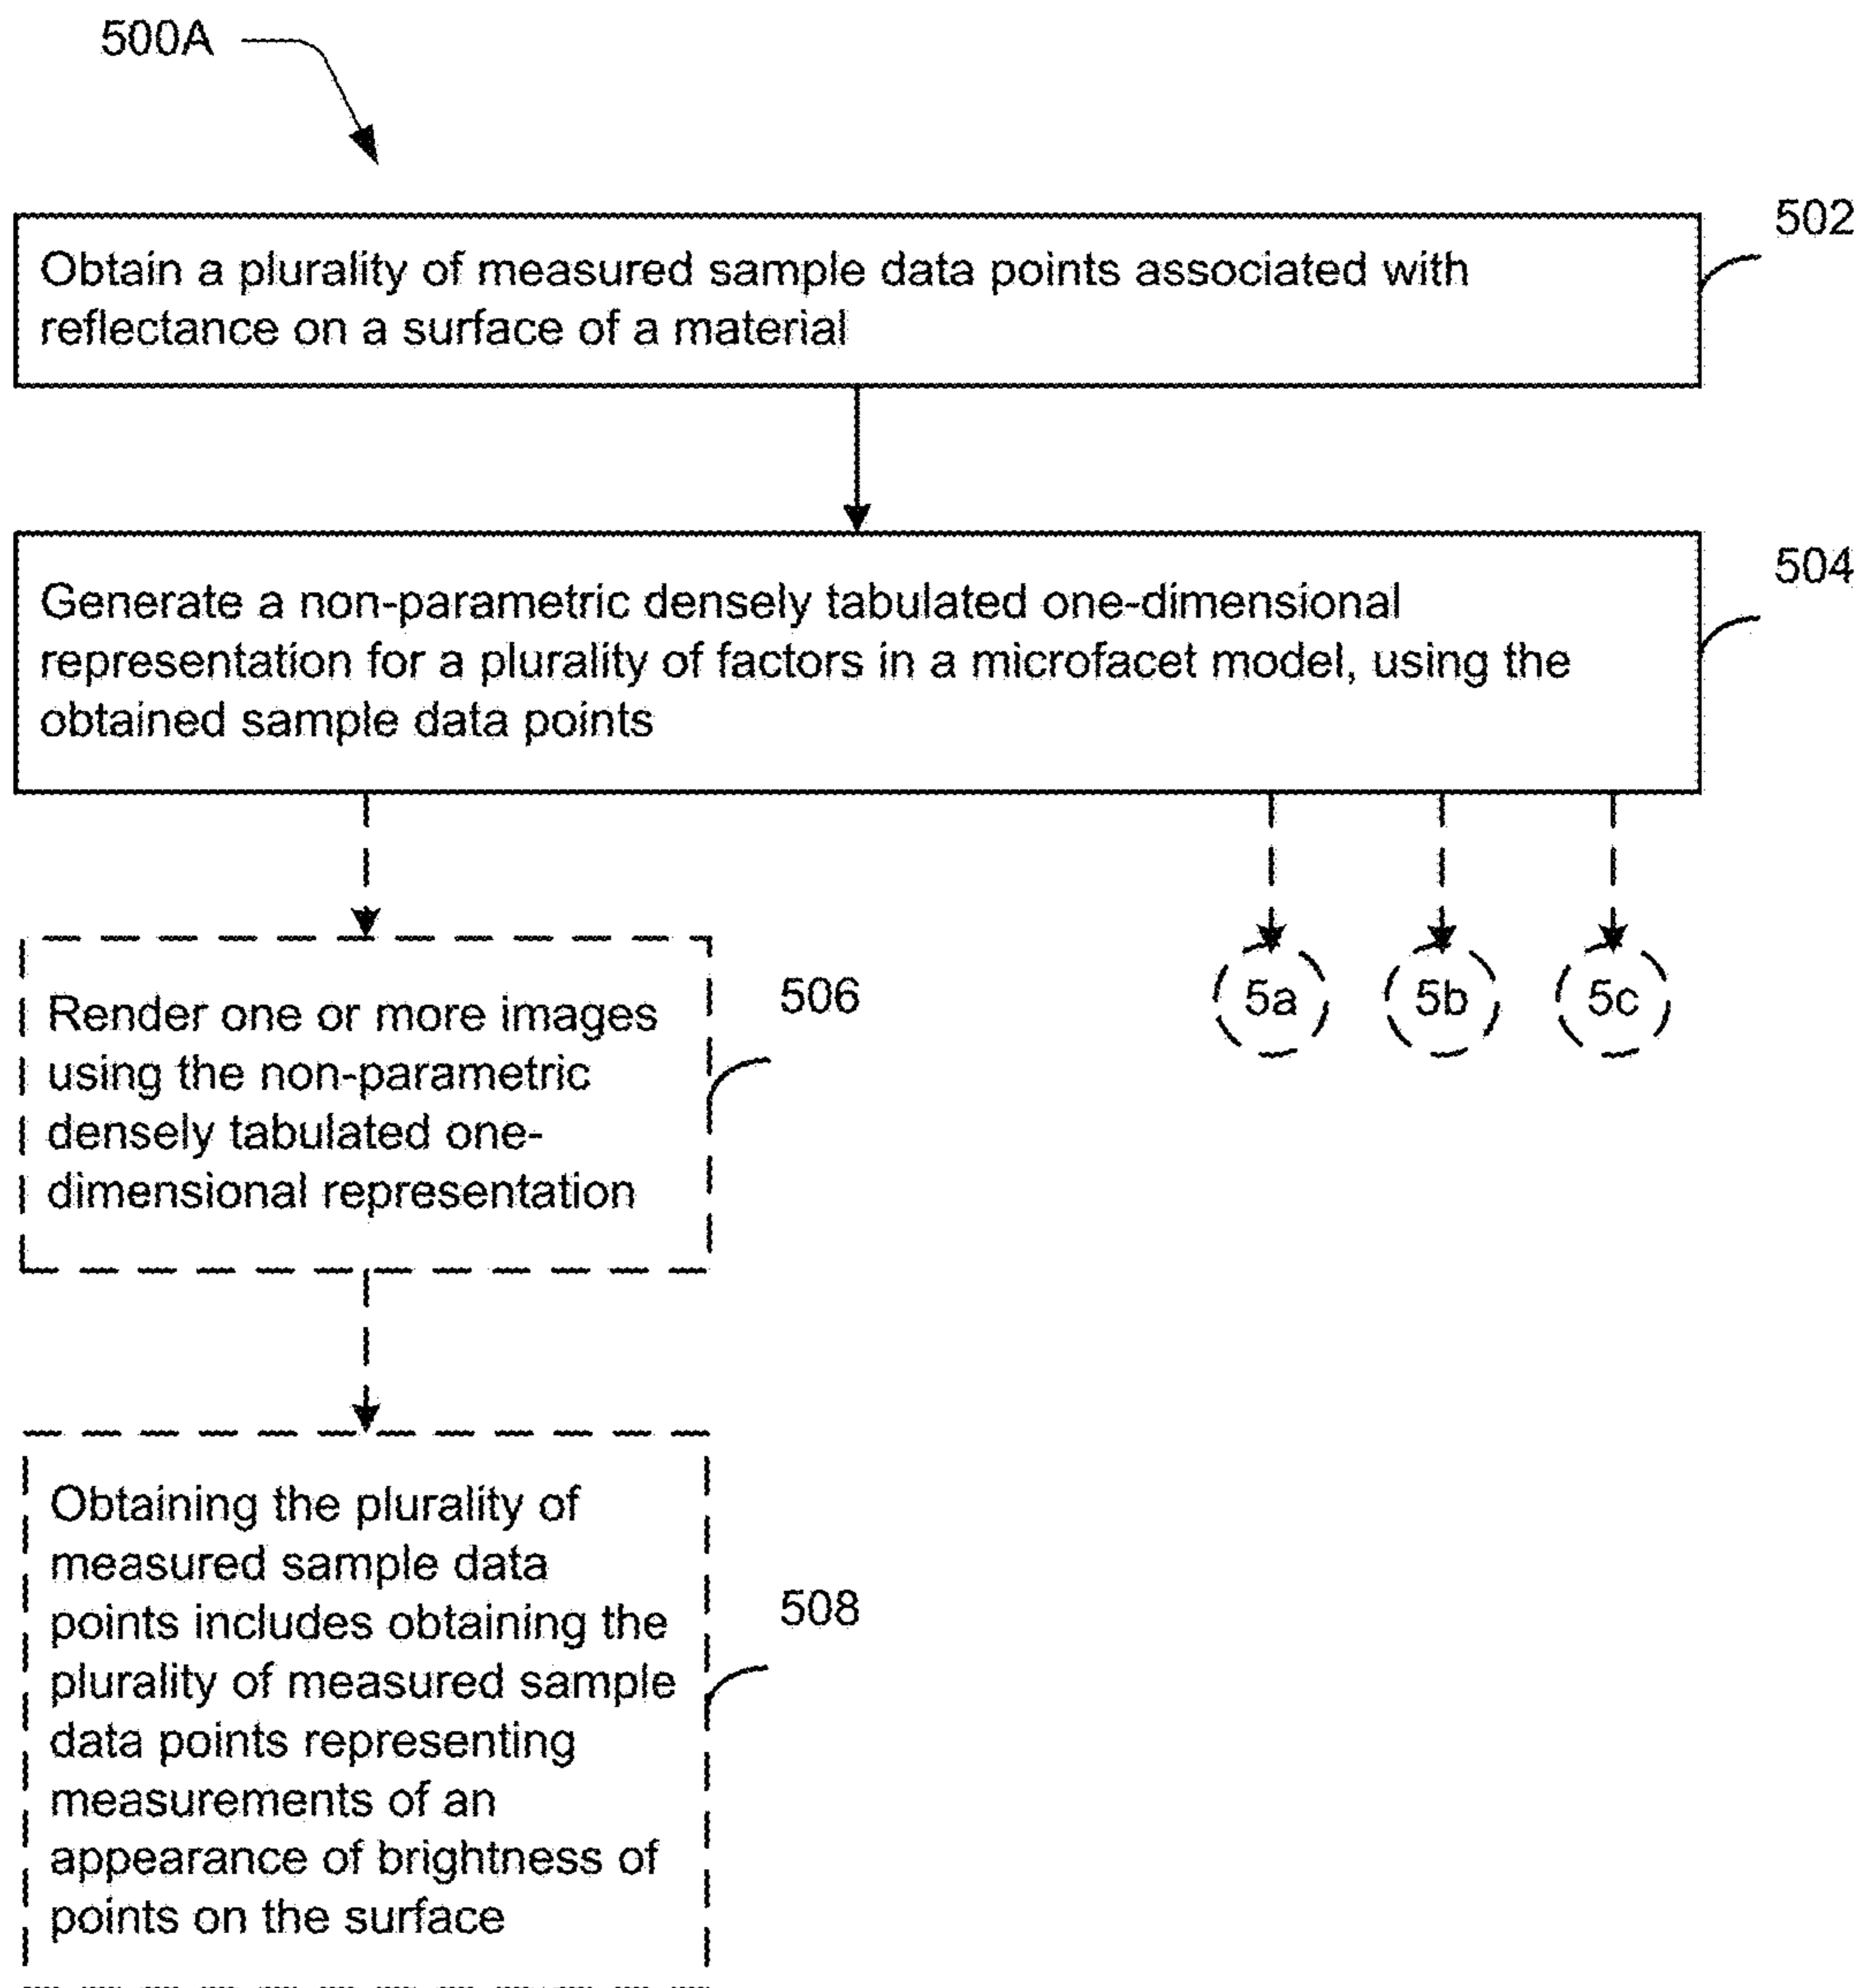 500A
502
Obtain a plurality of measured sample data points associated with
reflectance on a surface of a material
504
Generate a non-parametric densely tabulated one-dimensional
representation for a plurality of factors in a microfacet model, using the
obtained sample data points
506
5a
5b
5c
Render one or more images
using the non-parametric
densely tabulated one-
dimensional representation
508
Obtaining the plurality of
measured sample data
points includes obtaining the
plurality of measured sample
data points representing
measurements of an
appearance of brightness of
points on the surface